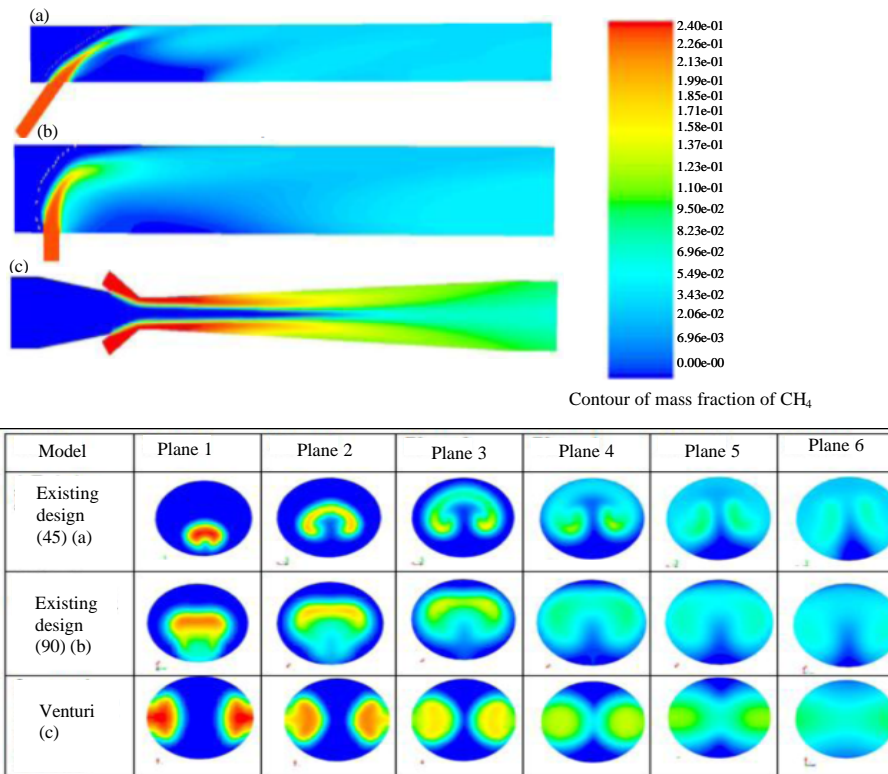 (a)
(b)
(c)
2.40e-01
2.26e-01
2.13e-01
1.99e-01
1.85e-01
1.71e-01
1.58e-01
1.37e-01
1.10e-01
9.50e-02
8.23e-02
6.96e-02
5.49e-02
3.43e-02
2.06e-02
6.96e-03
0.00e-00
Contour of mass fraction of CH₄
Model Plane 1 Plane 2 Plane 3 Plane 4 Plane 5 Plane 6
Existing
design
(45) (a)
Existing
design
(90) (b)
Venturi
(c)